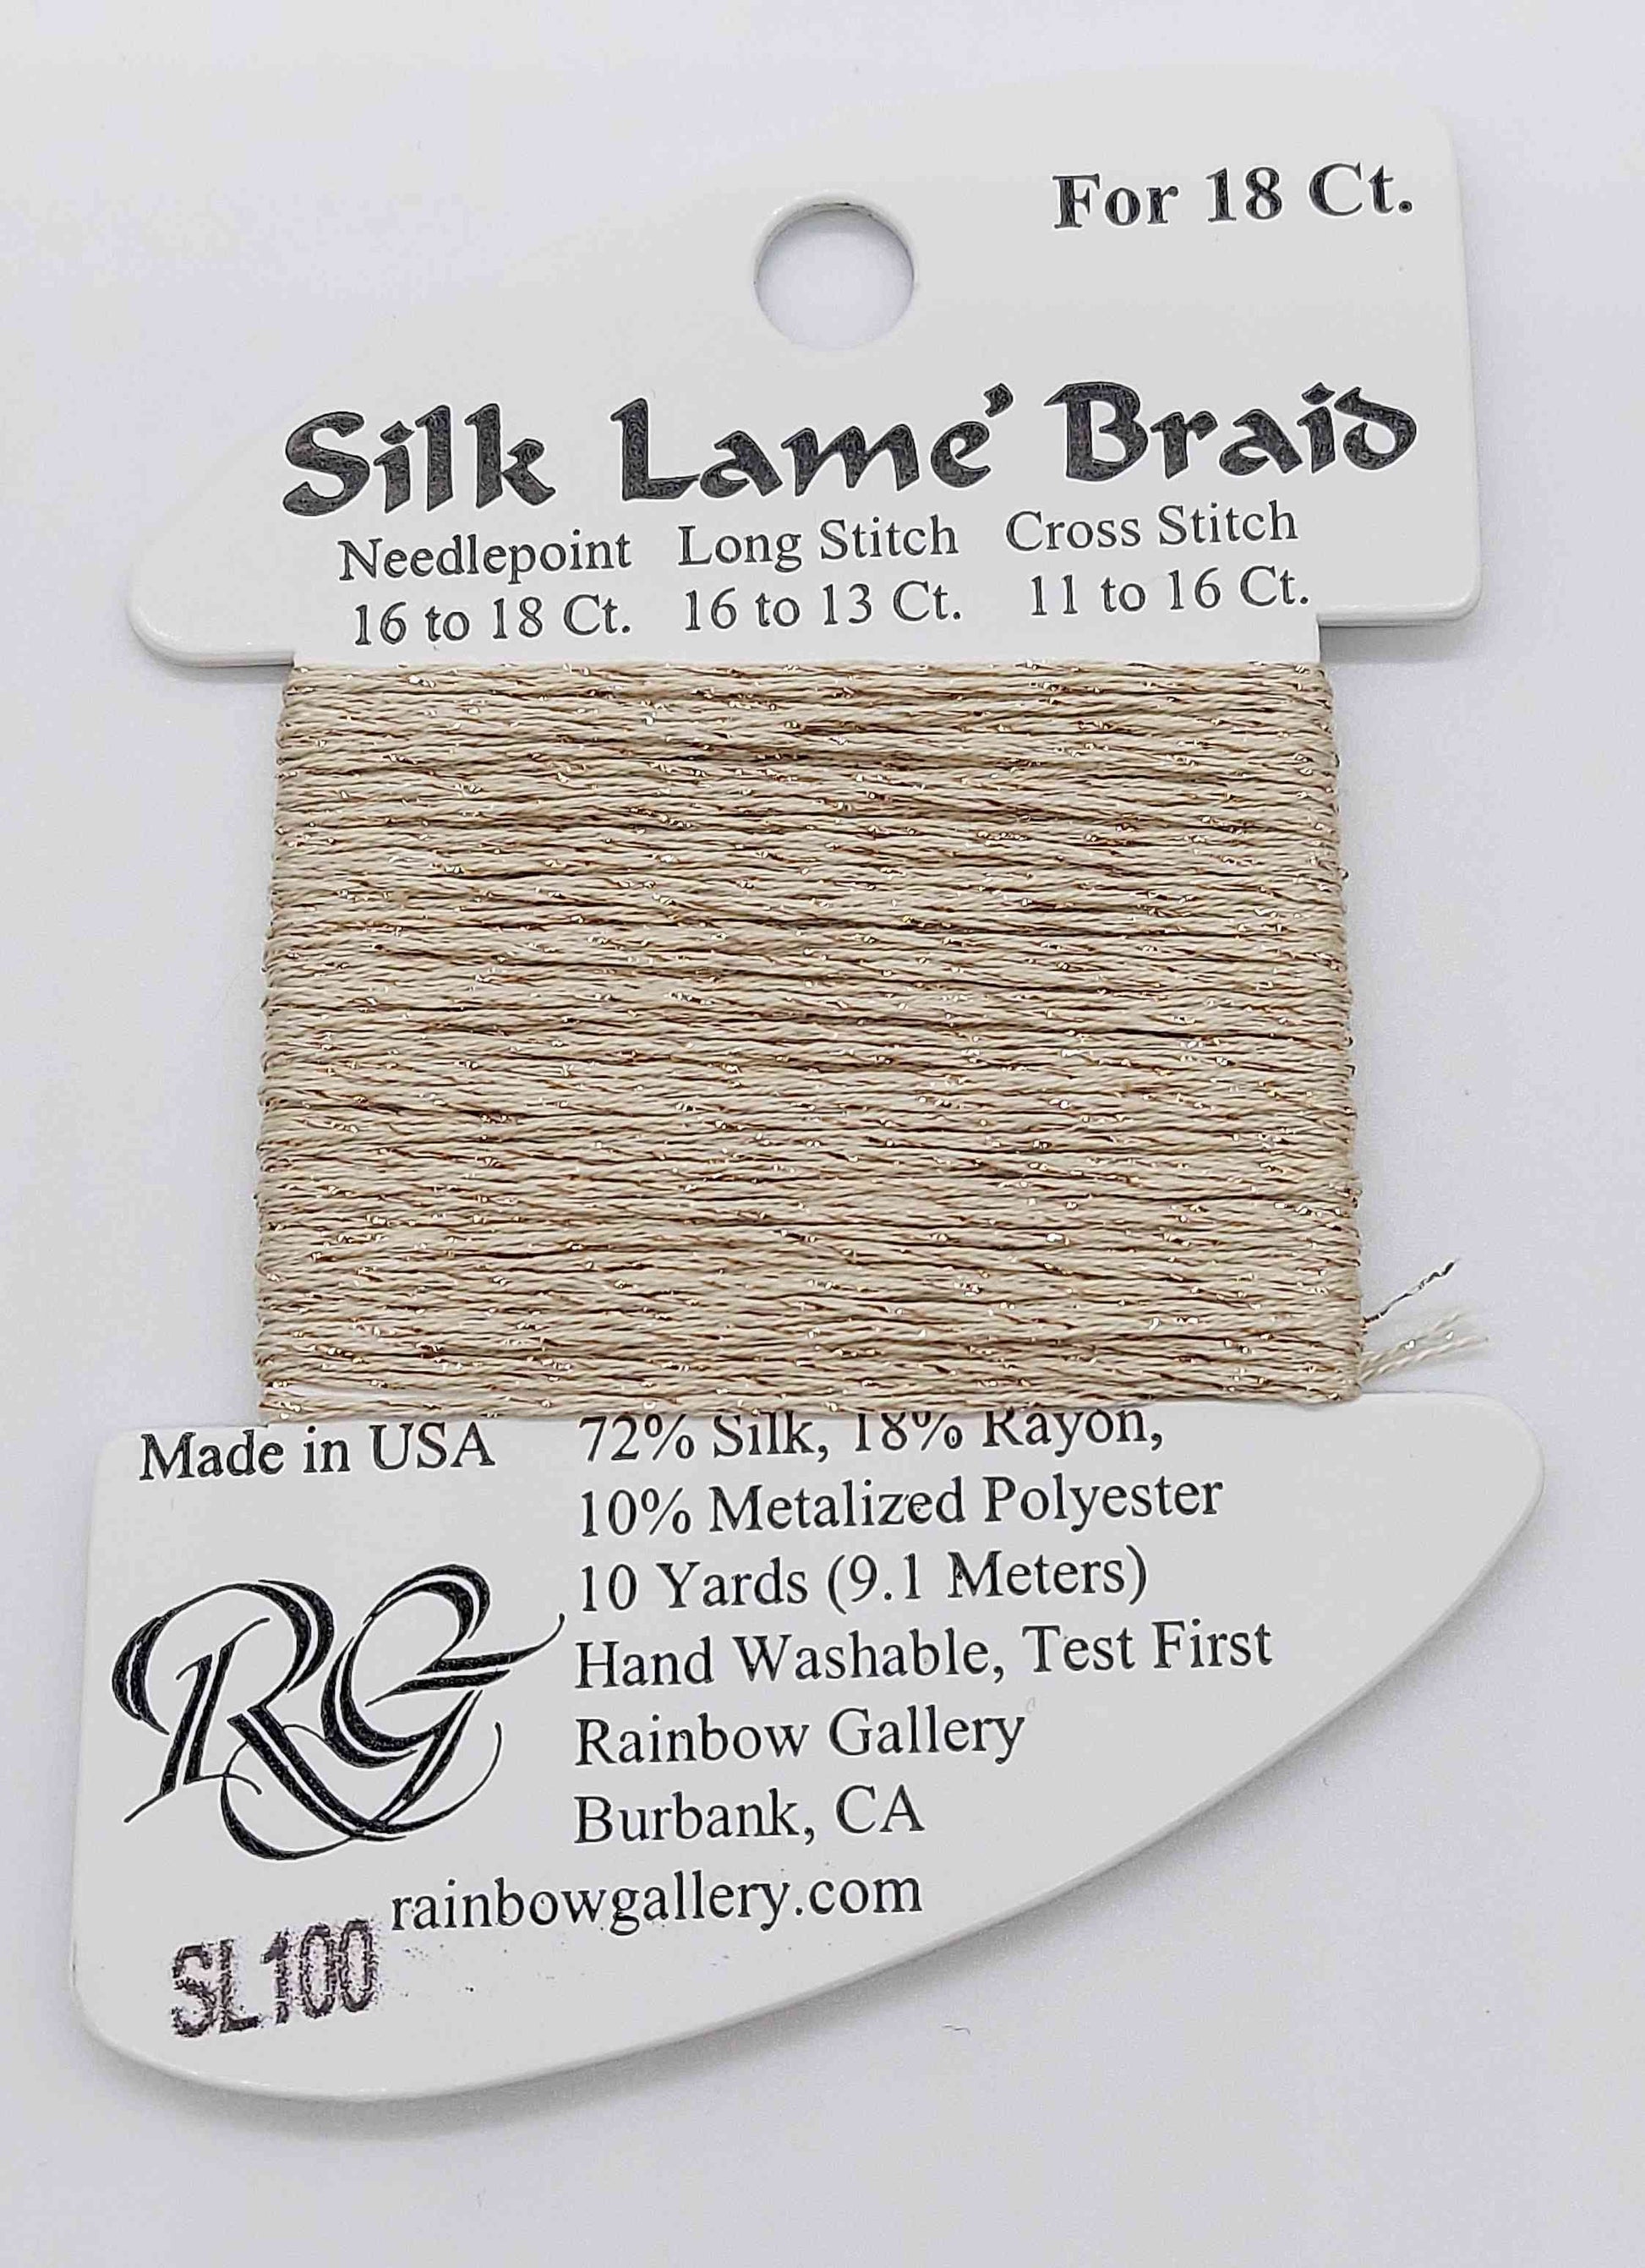 For 18 Ct.
Silk Lame' Braid
Needlepoint Long Stitch Cross Stitch
16 to 18 Ct. 16 to 13 Ct. 11 to 16 Ct.
Made in USA
72% Silk, 18% Rayon,
10% Metalized Polyester
10 Yards (9.1 Meters)
Hand Washable, Test First
Rainbow Gallery
Burbank, CA
RG
rainbowgallery.com
SL100